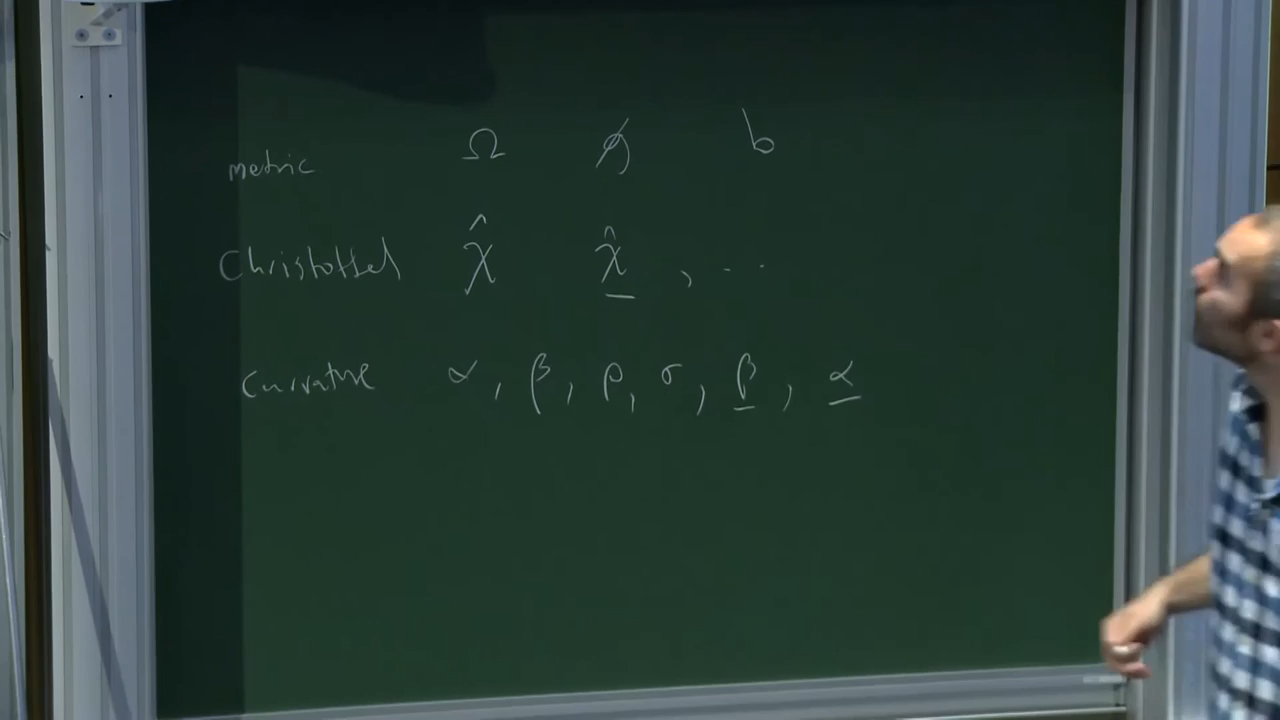 metric Ω g̸ b
Christoffel χ̂ χ̲̂ , ...
Curvature α , β , ρ , σ , β̲ , α̲